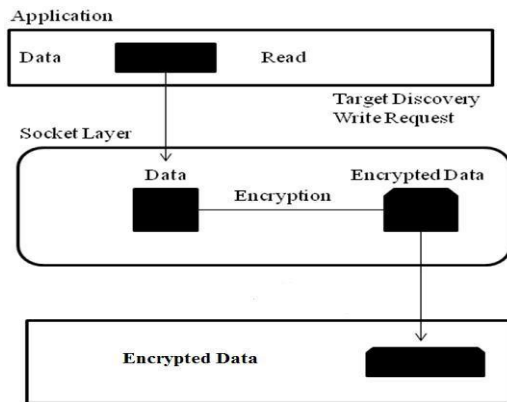 Application
Data Read
Target Discovery
Write Request
Socket Layer
Data Encrypted Data
Encryption
Encrypted Data